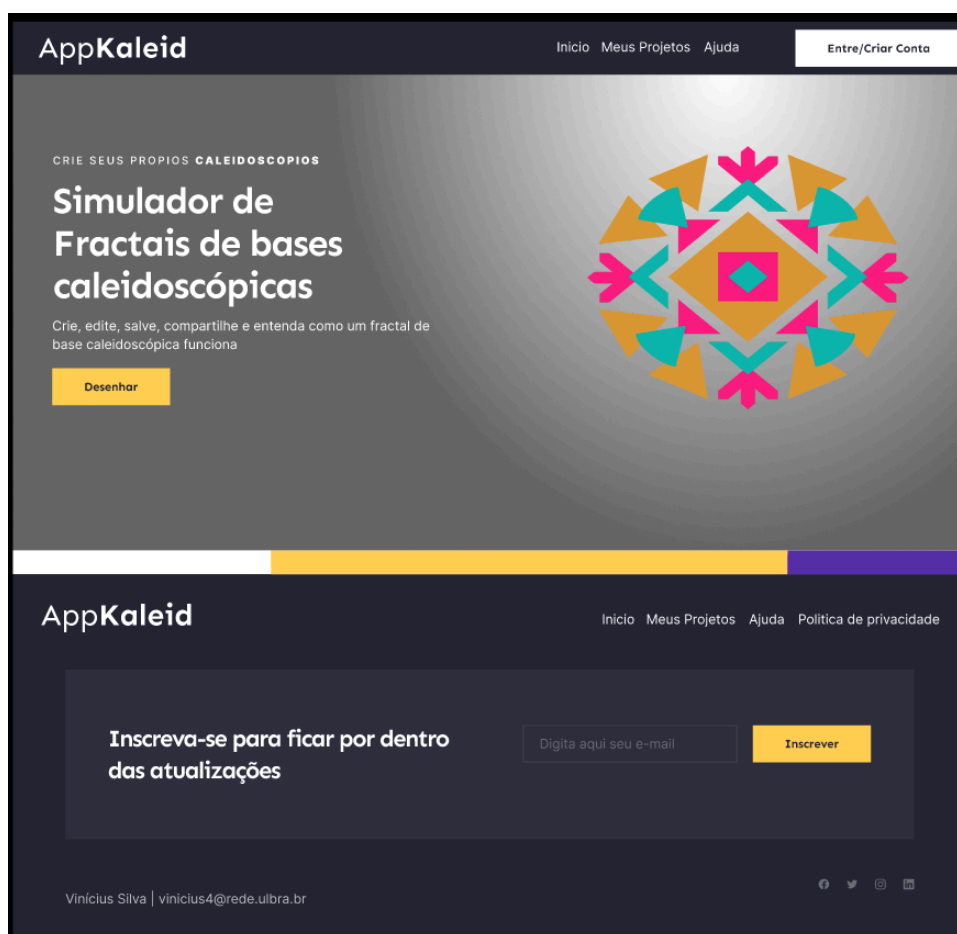 AppKaleid
Inicio Meus Projetos Ajuda
Entre/Criar Conta
CRIE SEUS PROPIOS CALEIDOSCOPIOS
Simulador de
Fractais de bases
caleidoscópicas
Crie, edite, salve, compartilhe e entenda como um fractal de
base caleidoscópica funciona
Desenhar
AppKaleid
Inicio Meus Projetos Ajuda Politica de privacidade
Inscreva-se para ficar por dentro
das atualizações
Digita aqui seu e-mail
Inscrever
Vinícius Silva | vinicius4@rede.ulbra.br